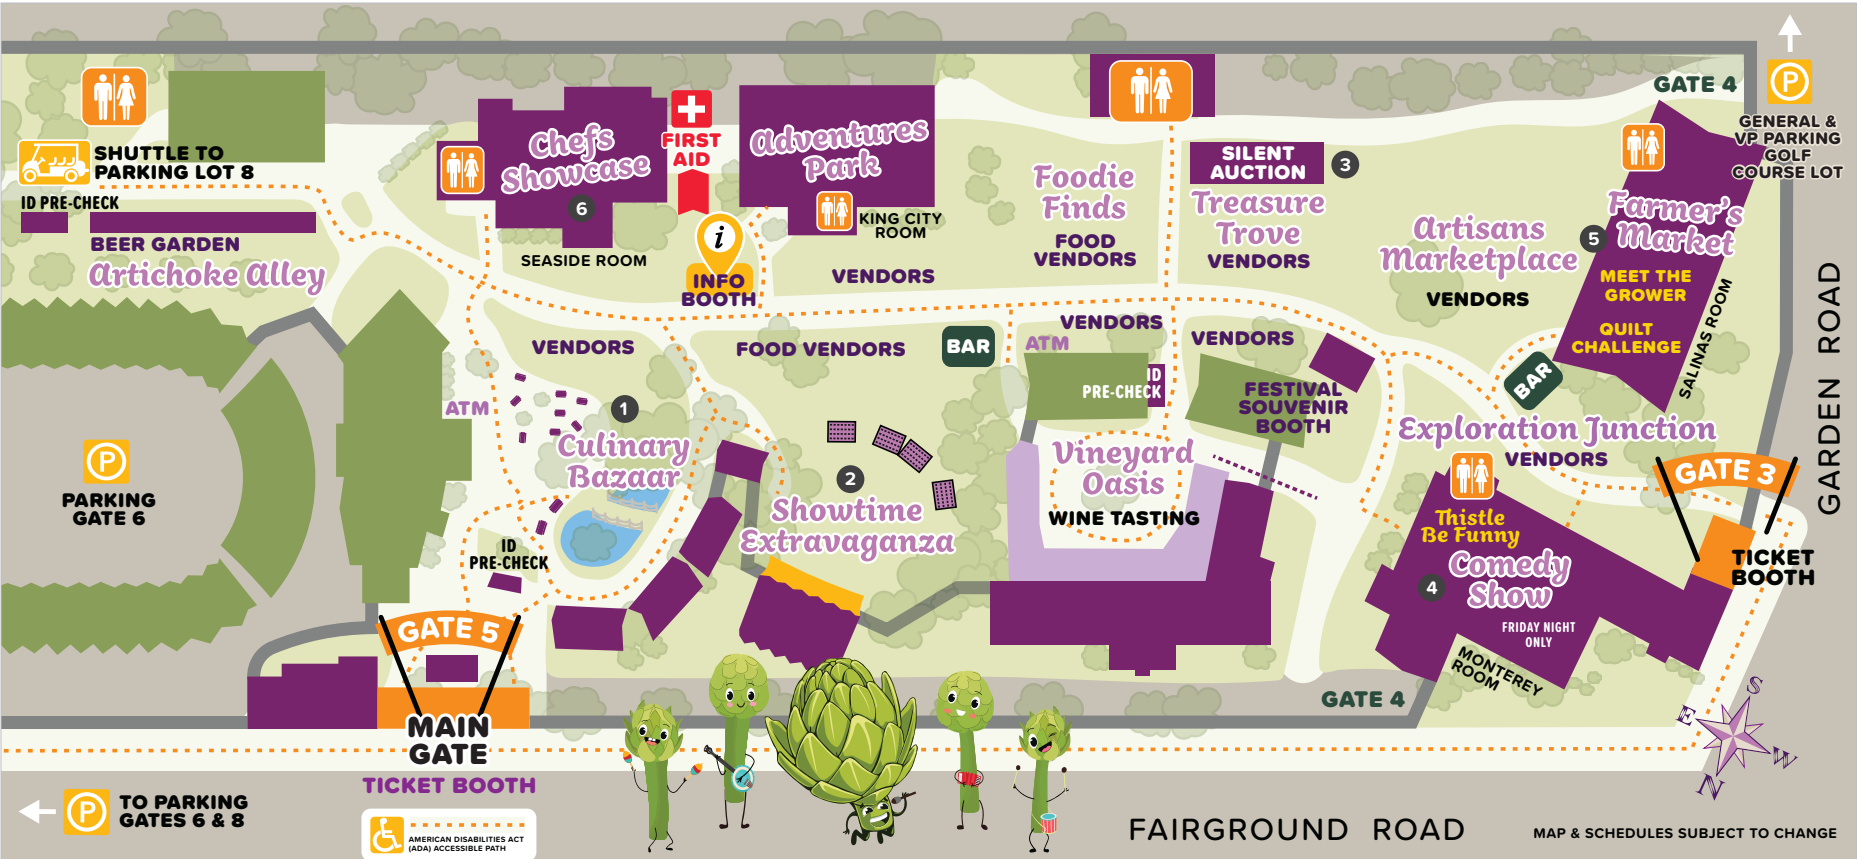 GATE 4
P
GENERAL &
VP PARKING
GOLF
COURSE LOT
SHUTTLE TO
PARKING LOT 8
ID PRE-CHECK
BEER GARDEN
Artichoke Alley
Chefs
Showcase
6
SEASIDE ROOM
FIRST
AID
i
INFO
BOOTH
Adventures
Park
KING CITY
ROOM
VENDORS
Foodie
Finds
FOOD
VENDORS
SILENT
AUCTION
3
Treasure
Trove
VENDORS
Artisans
Marketplace
VENDORS
5
Farmer's
Market
MEET THE
GROWER
QUILT
CHALLENGE
SALINAS ROOM
GARDEN ROAD
VENDORS
FOOD VENDORS
BAR
VENDORS
ATM
VENDORS
ID
PRE-CHECK
FESTIVAL
SOUVENIR
BOOTH
BAR
ATM
1
Culinary
Bazaar
P
PARKING
GATE 6
2
Showtime
Extravaganza
Vineyard
Oasis
WINE TASTING
Exploration Junction
VENDORS
GATE 3
TICKET
BOOTH
Thistle
Be Funny
4
Comedy
Show
FRIDAY NIGHT
ONLY
MONTEREY
ROOM
ID
PRE-CHECK
GATE 5
MAIN
GATE
TICKET BOOTH
GATE 4
S
E
W
N
P
TO PARKING
GATES 6 & 8
AMERICAN DISABILITIES ACT
(ADA) ACCESSIBLE PATH
FAIRGROUND ROAD
MAP & SCHEDULES SUBJECT TO CHANGE